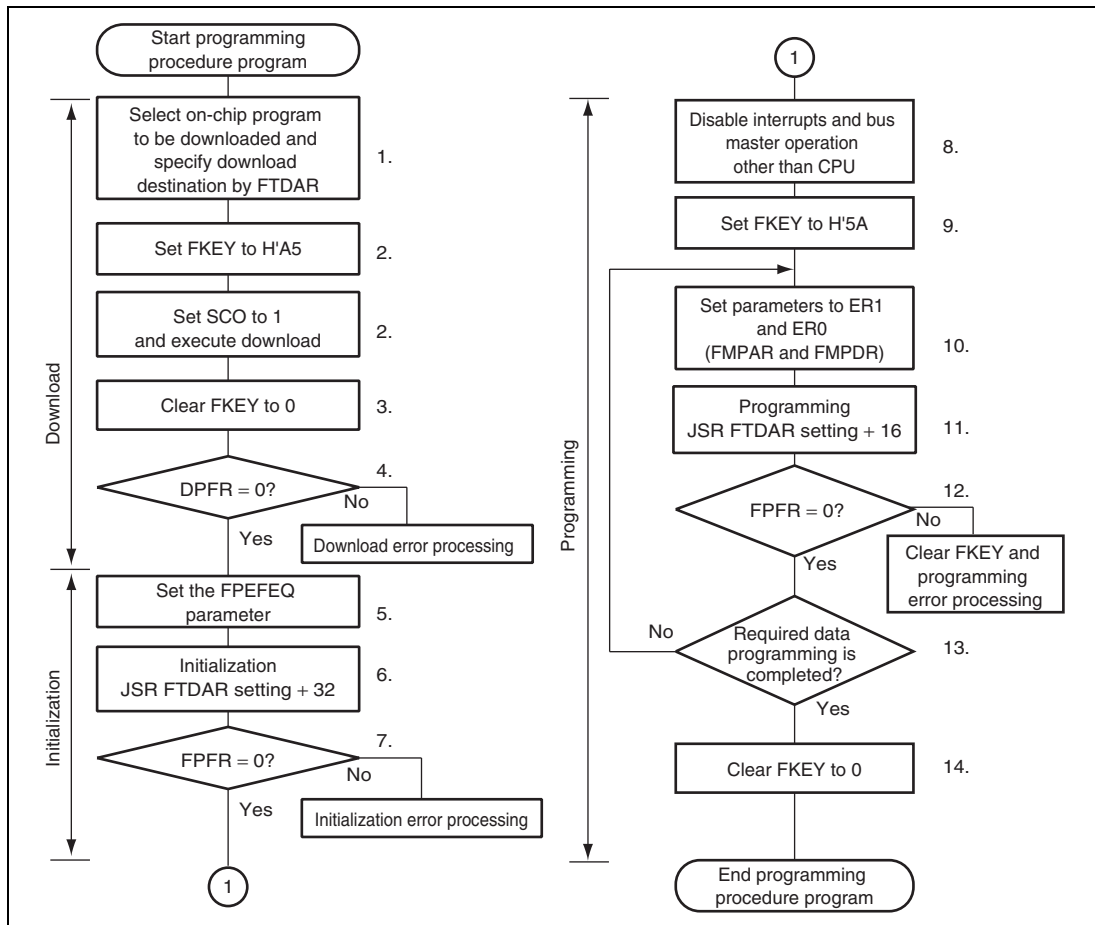 Start programming
procedure program
Download
Select on-chip program
to be downloaded and
specify download
destination by FTDAR
1.
Set FKEY to H'A5
2.
Set SCO to 1
and execute download
2.
Clear FKEY to 0
3.
DPFR = 0?
4.
No
Yes
Download error processing
Initialization
Set the FPEFEQ
parameter
5.
Initialization
JSR FTDAR setting + 32
6.
FPFR = 0?
7.
No
Yes
Initialization error processing
1
1
Programming
Disable interrupts and bus
master operation
other than CPU
8.
Set FKEY to H'5A
9.
Set parameters to ER1
and ER0
(FMPAR and FMPDR)
10.
Programming
JSR FTDAR setting + 16
11.
FPFR = 0?
12.
No
Yes
Clear FKEY and
programming
error processing
No
Required data
programming is
completed?
13.
Yes
Clear FKEY to 0
14.
End programming
procedure program